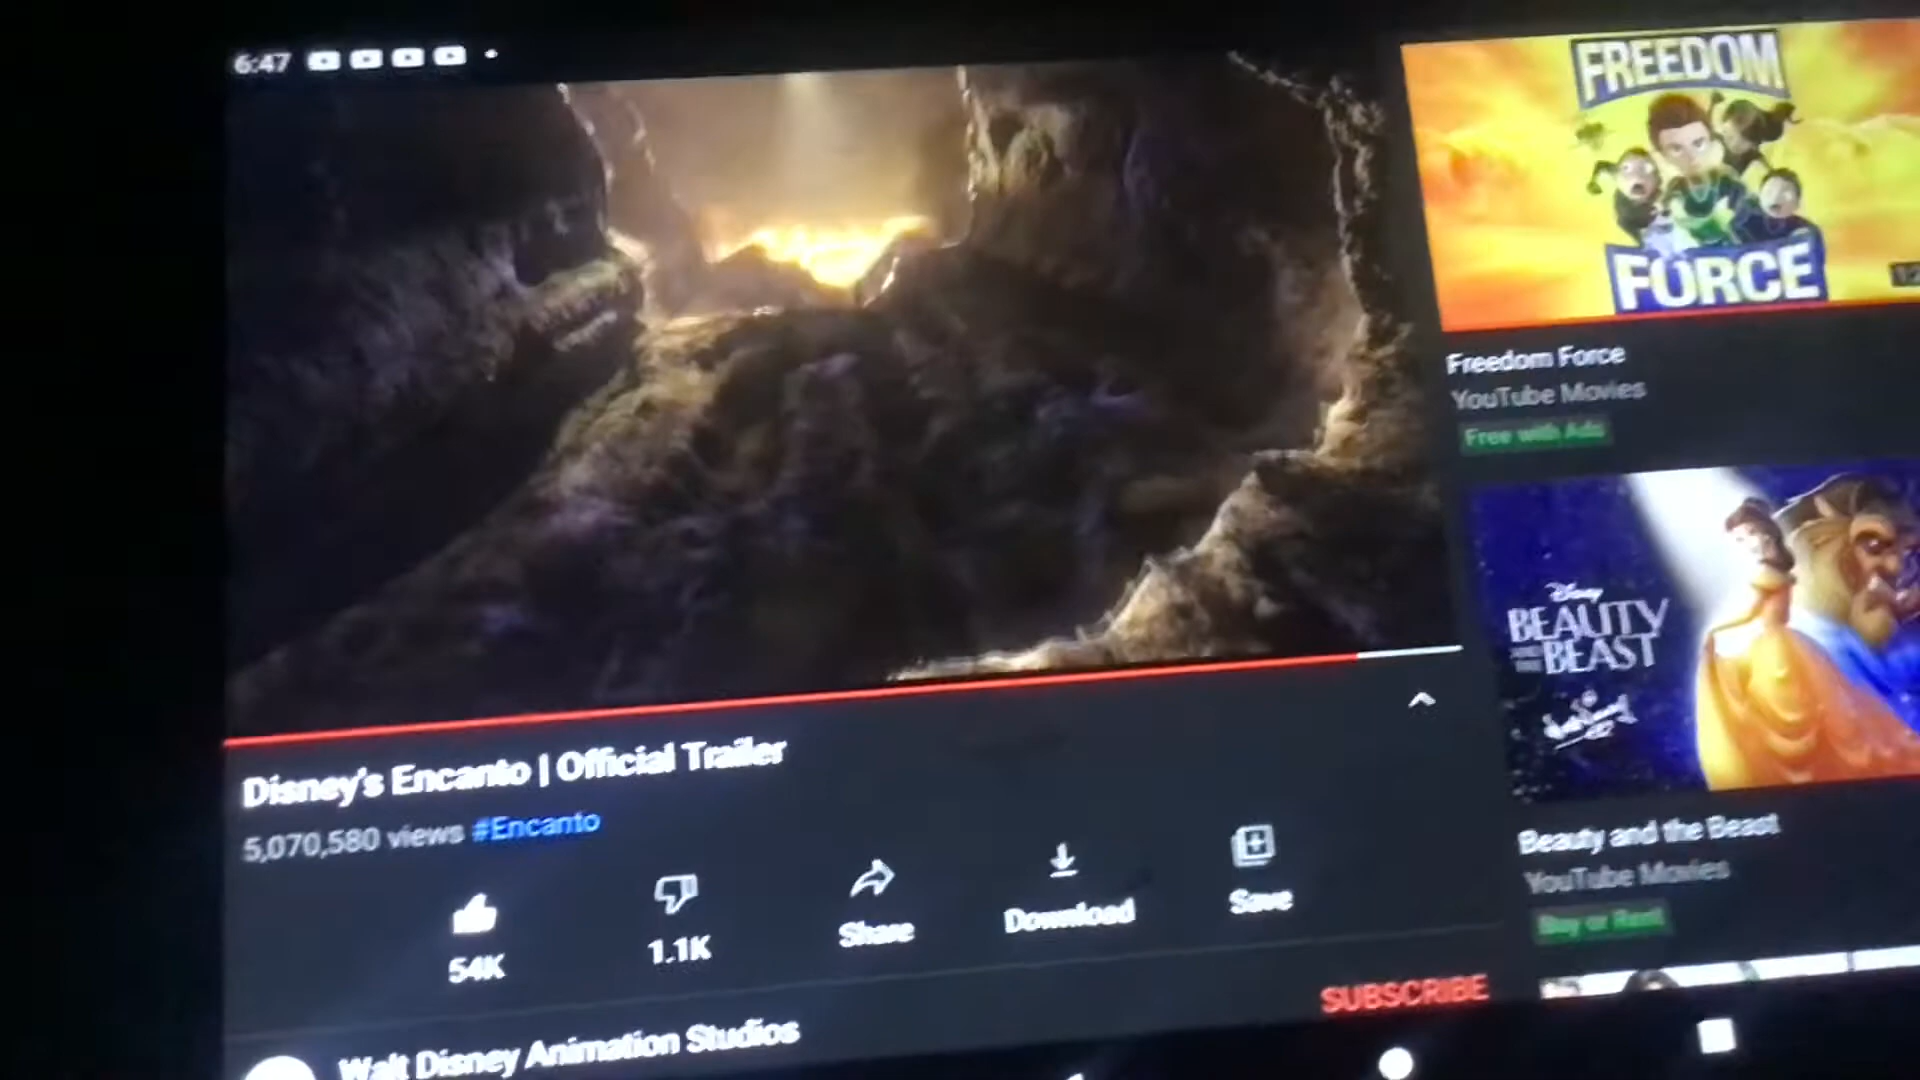 6:47
Disney's Encanto | Official Trailer
5,070,580 views #Encanto
54K
1.1K
Share
Download
Save
Walt Disney Animation Studios
SUBSCRIBE
FREEDOM
FORCE
Freedom Force
YouTube Movies
Free with Ads
Disney
BEAUTY
AND THE BEAST
Beauty and the Beast
YouTube Movies
Buy or Rent